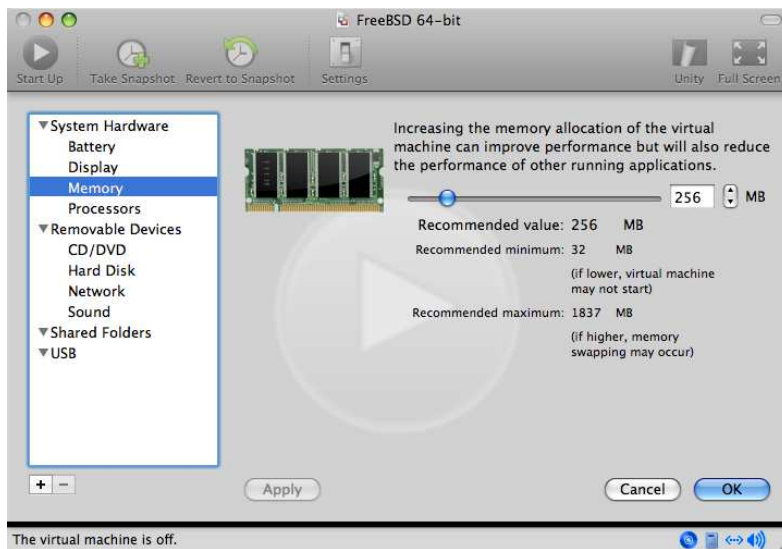 FreeBSD 64-bit
Start Up
Take Snapshot
Revert to Snapshot
Settings
Unity
Full Screen
System Hardware
Battery
Display
Memory
Processors
Removable Devices
CD/DVD
Hard Disk
Network
Sound
Shared Folders
USB
Increasing the memory allocation of the virtual
machine can improve performance but will also reduce
the performance of other running applications.
256 MB
Recommended value: 256 MB
Recommended minimum: 32 MB
(if lower, virtual machine
may not start)
Recommended maximum: 1837 MB
(if higher, memory
swapping may occur)
+ −
Apply
Cancel
OK
The virtual machine is off.